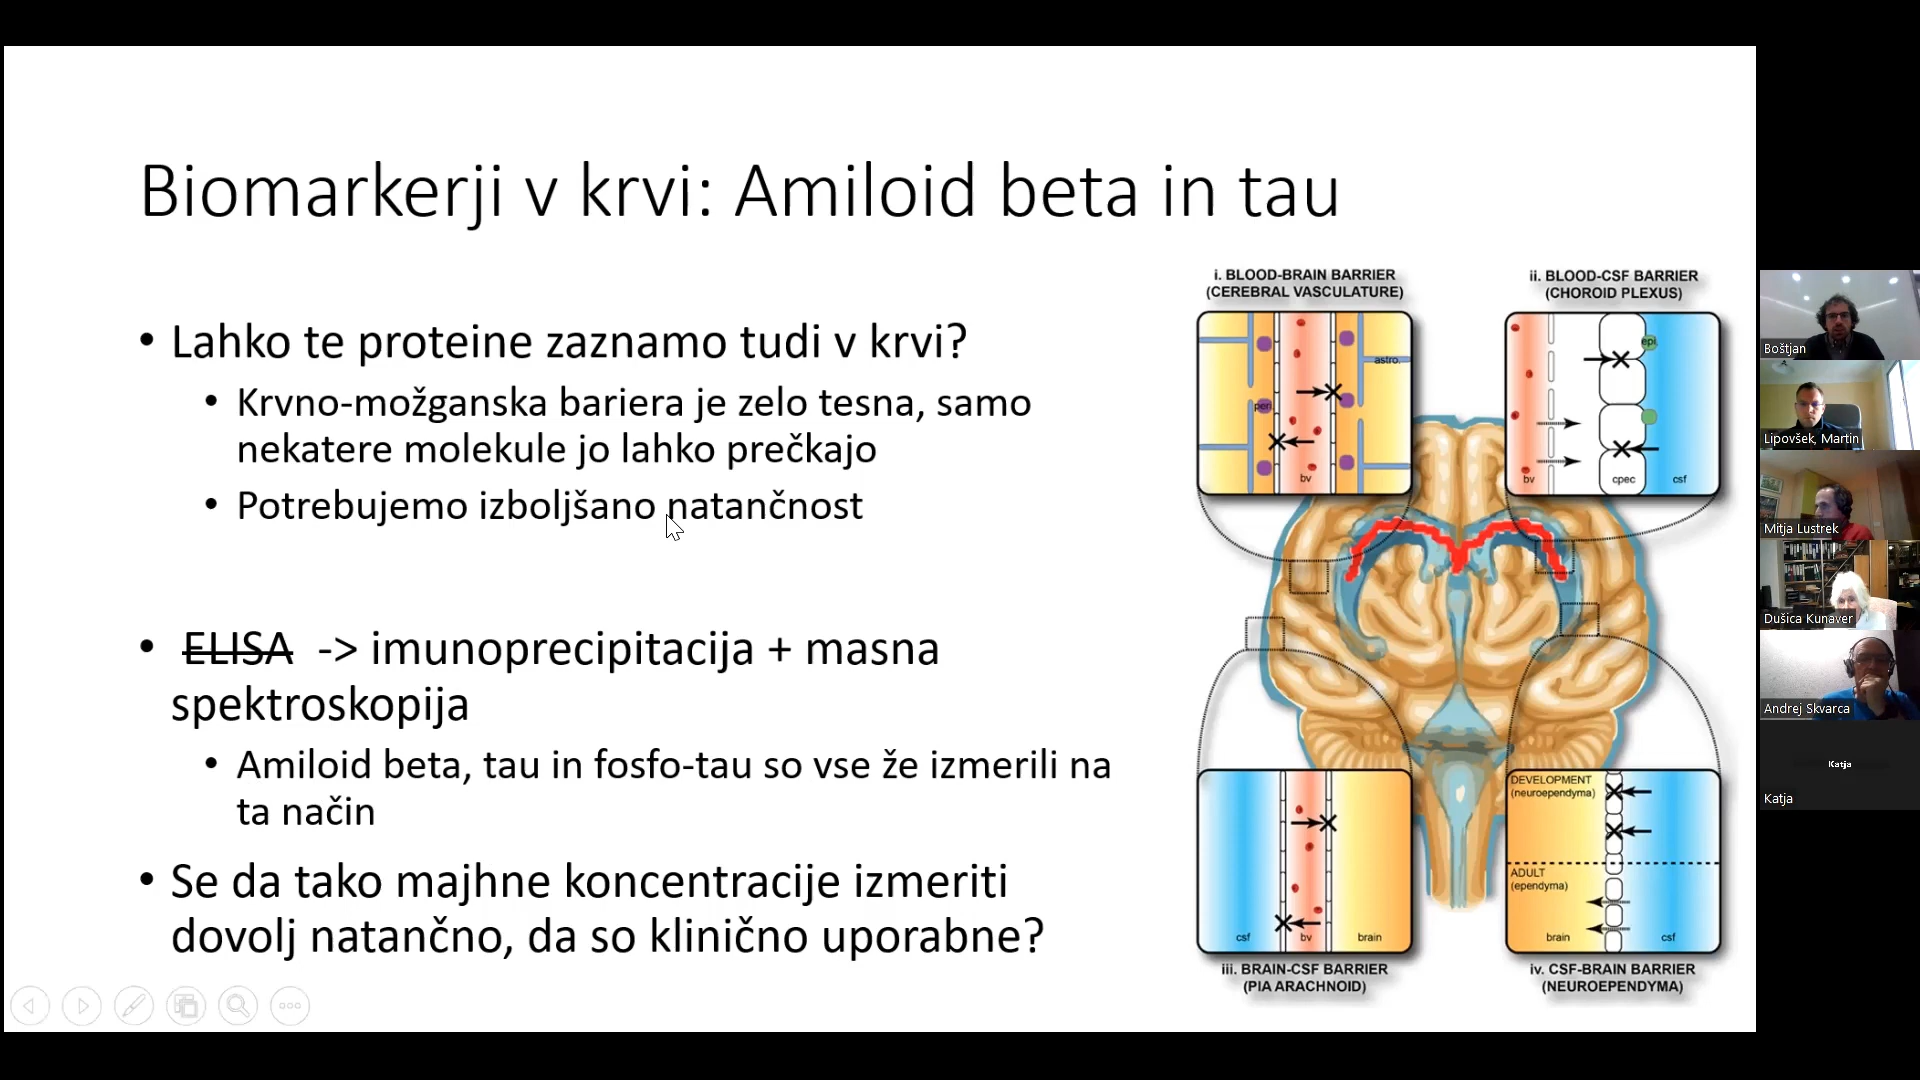 Biomarkerji v krvi: Amiloid beta in tau
• Lahko te proteine zaznamo tudi v krvi?
• Krvno-možganska bariera je zelo tesna, samo
nekatere molekule jo lahko prečkajo
• Potrebujemo izboljšano natančnost
• ELISA -> imunoprecipitacija + masna
spektroskopija
• Amiloid beta, tau in fosfo-tau so vse že izmerili na
ta način
• Se da tako majhne koncentracije izmeriti
dovolj natančno, da so klinično uporabne?
i. BLOOD-BRAIN BARRIER
(CEREBRAL VASCULATURE)
astro.
peri.
bv
ii. BLOOD-CSF BARRIER
(CHOROID PLEXUS)
epi.
bv
cpec
csf
csf
bv
brain
iii. BRAIN-CSF BARRIER
(PIA ARACHNOID)
DEVELOPMENT
(neuroependyma)
ADULT
(ependyma)
brain
csf
iv. CSF-BRAIN BARRIER
(NEUROEPENDYMA)
Boštjan
Lipovšek, Martin
Mitja Lustrek
Dušica Kunaver
Andrej Skvarca
Katja
Katja